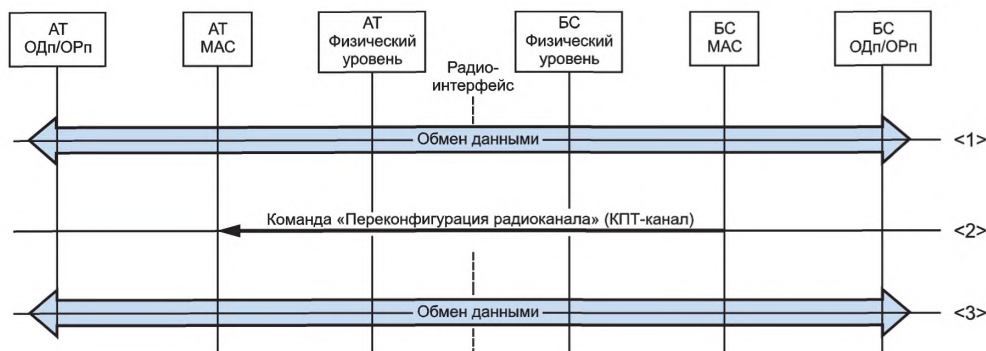 АТ
ОДп/ОРп
АТ
МАС
АТ
Физический
уровень
Радио-
интерфейс
БС
Физический
уровень
БС
МАС
БС
ОДп/ОРп
Обмен данными
<1>
Команда «Переконфигурация радиоканала» (КПТ-канал)
<2>
Обмен данными
<3>